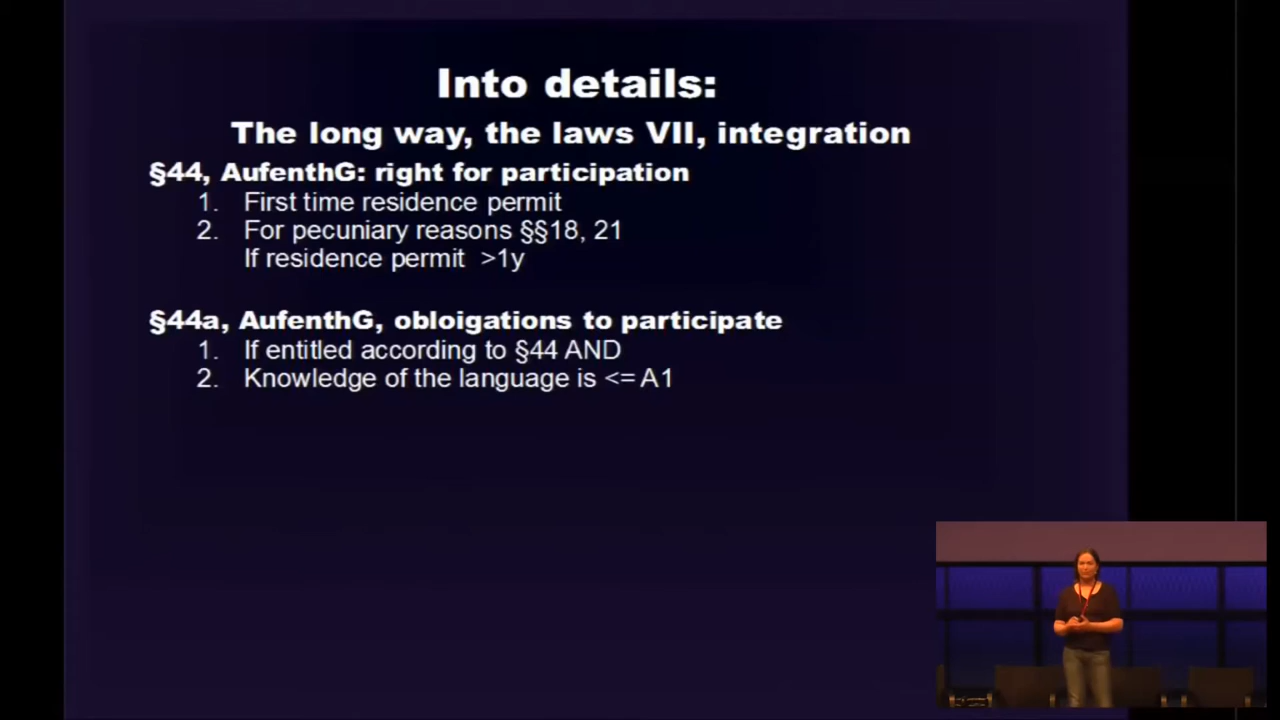 Into details:
The long way, the laws VII, integration
§44, AufenthG: right for participation
1. First time residence permit
2. For pecuniary reasons §§18, 21
If residence permit >1y
§44a, AufenthG, obloigations to participate
1. If entitled according to §44 AND
2. Knowledge of the language is <= A1